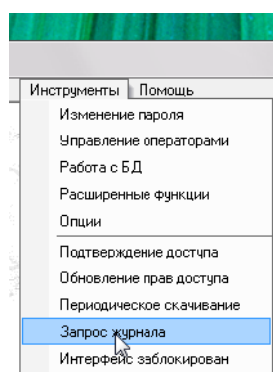 Инструменты Помощь
Изменение пароля
Управление операторами
Работа с БД
Расширенные функции
Опции
Подтверждение доступа
Обновление прав доступа
Периодическое скачивание
Запрос журнала
Интерфейс заблокирован